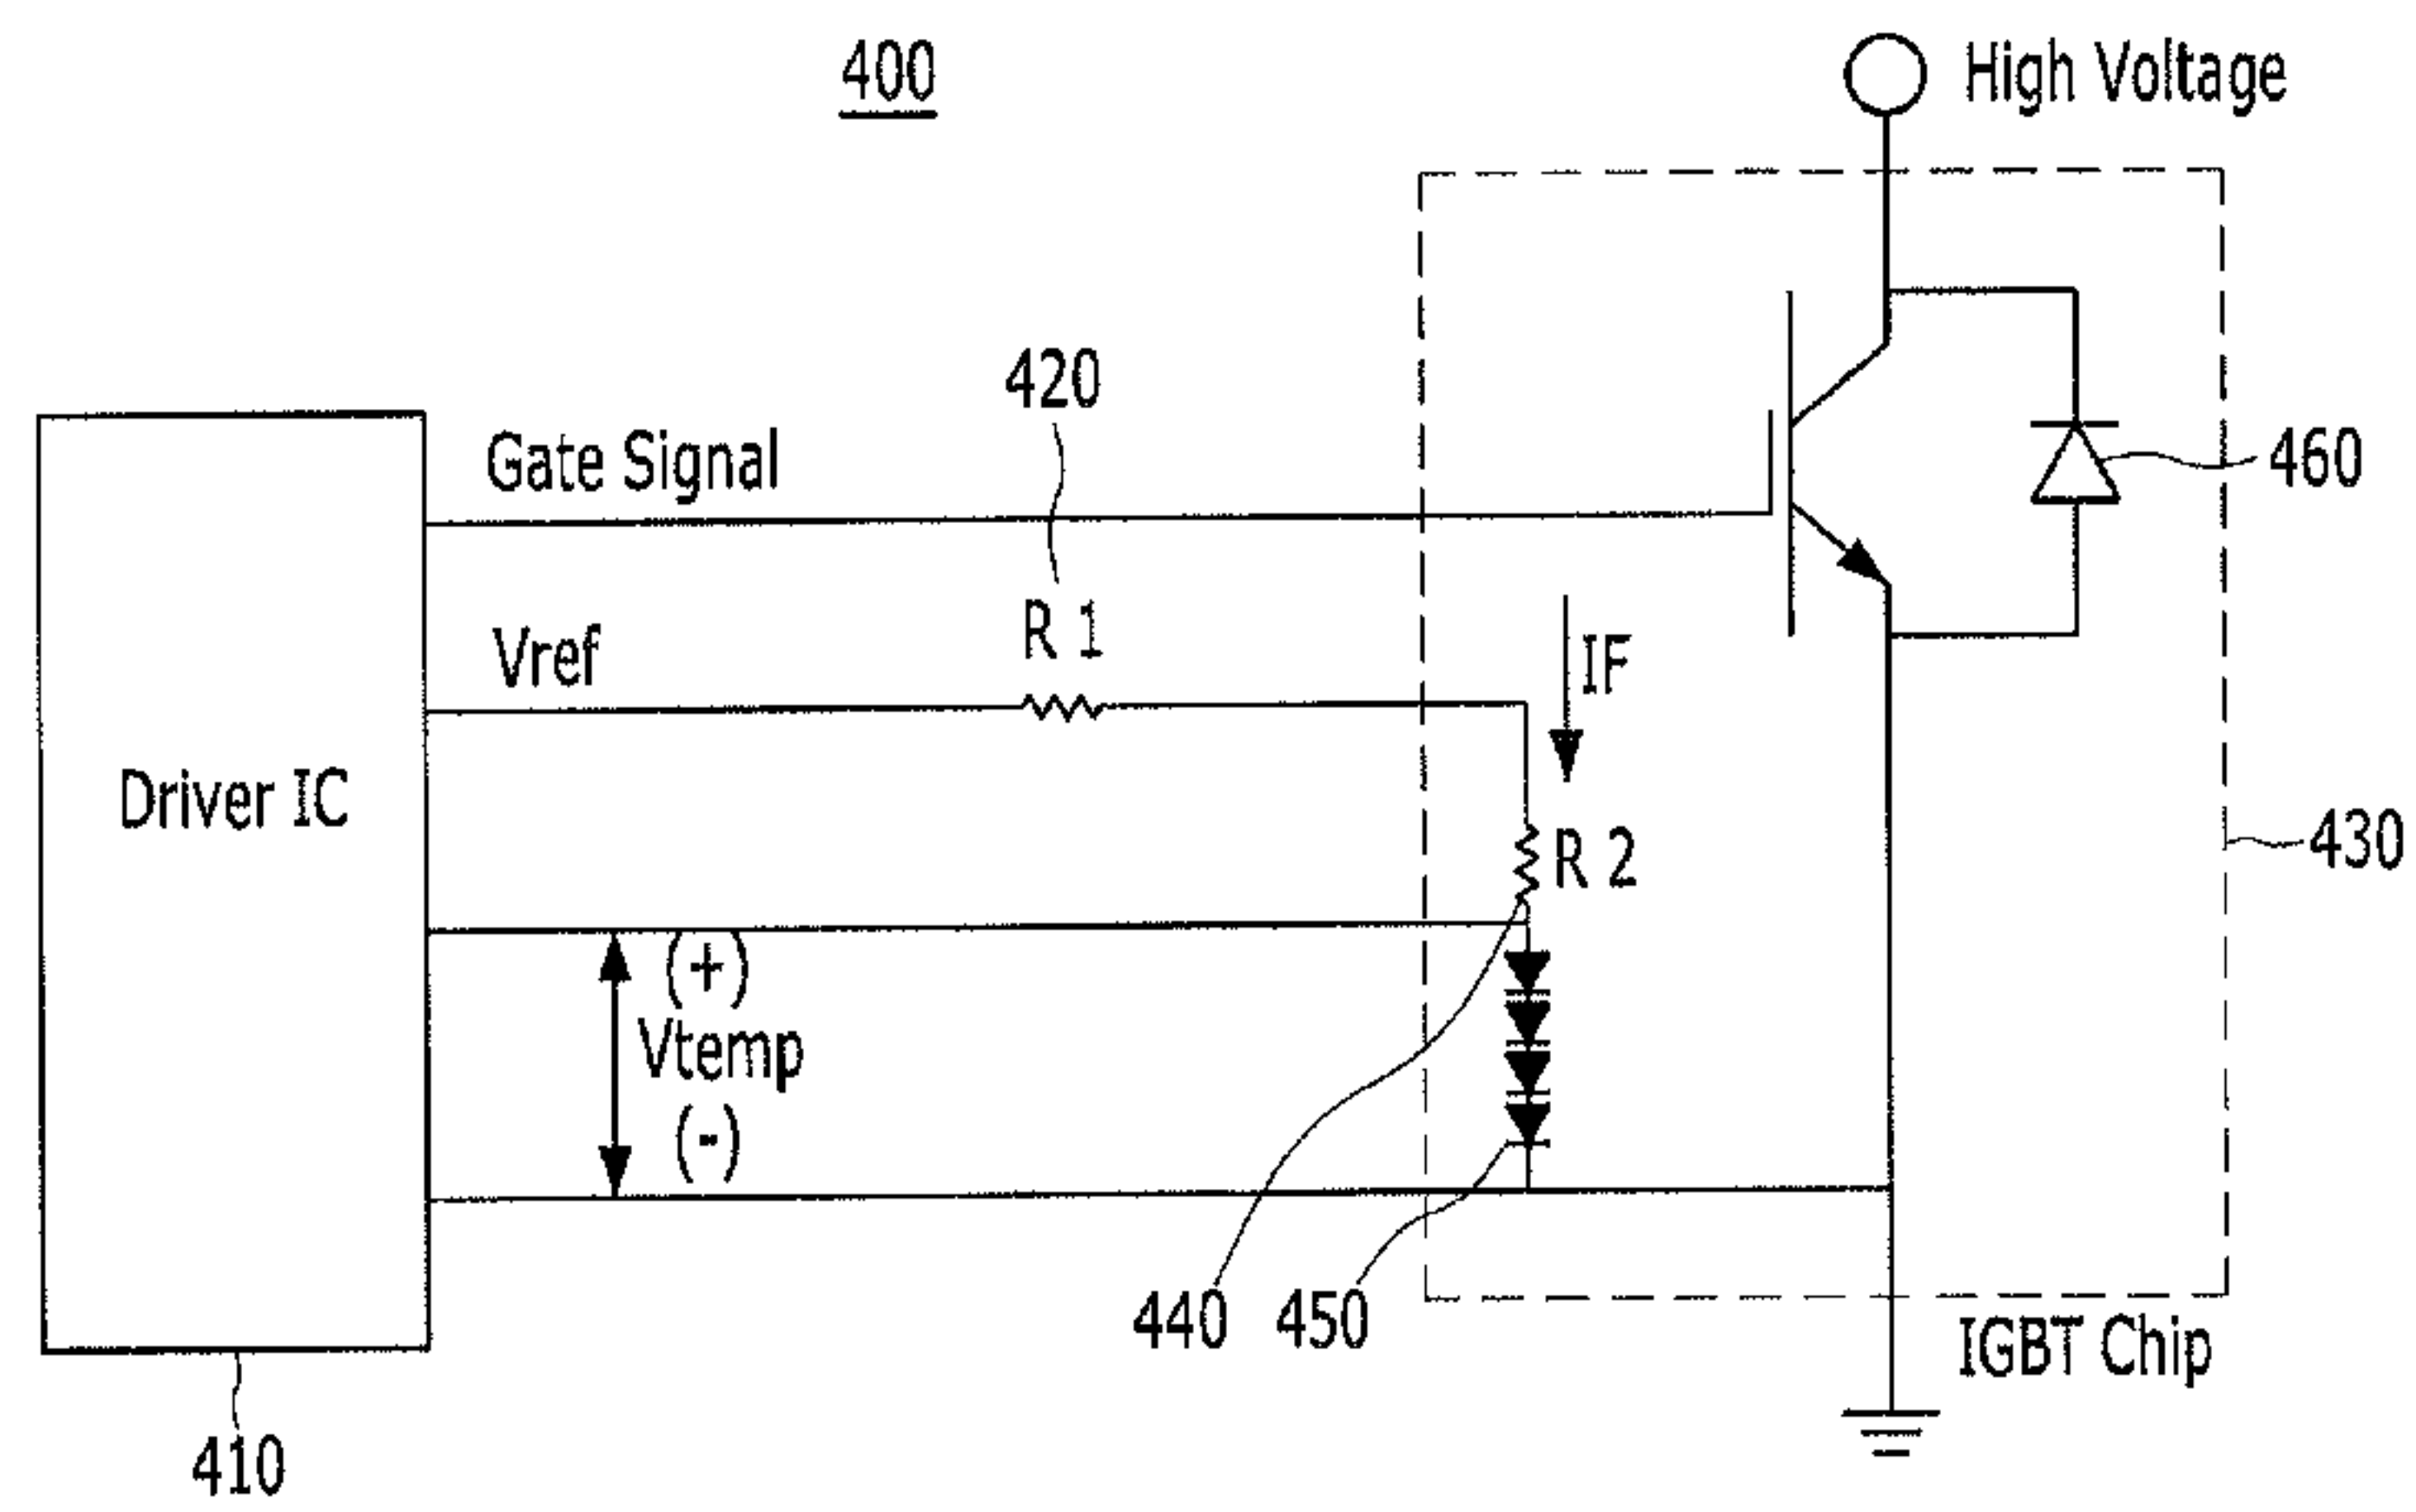 400
High Voltage
420
Gate Signal
460
R 1
Vref
IF
Driver IC
R 2
430
(+)
Vtemp
(-)
440
450
IGBT Chip
410